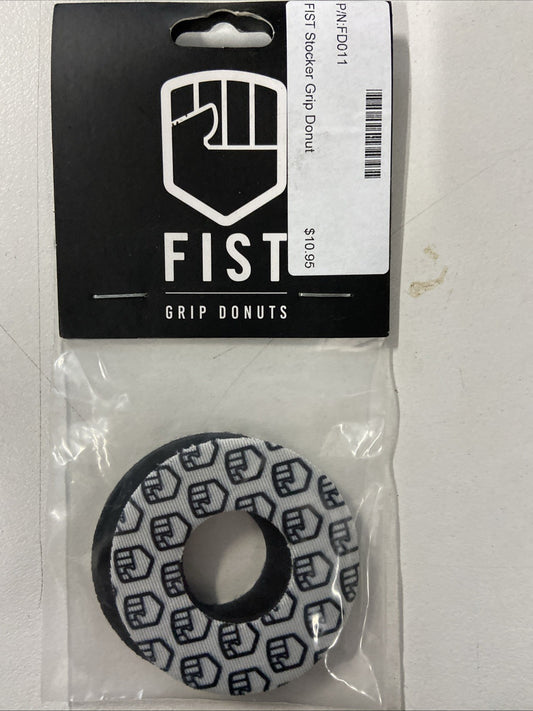 P/N:FD011
FIST Stocker Grip Donut
$10.95
FIST
GRIP DONUTS